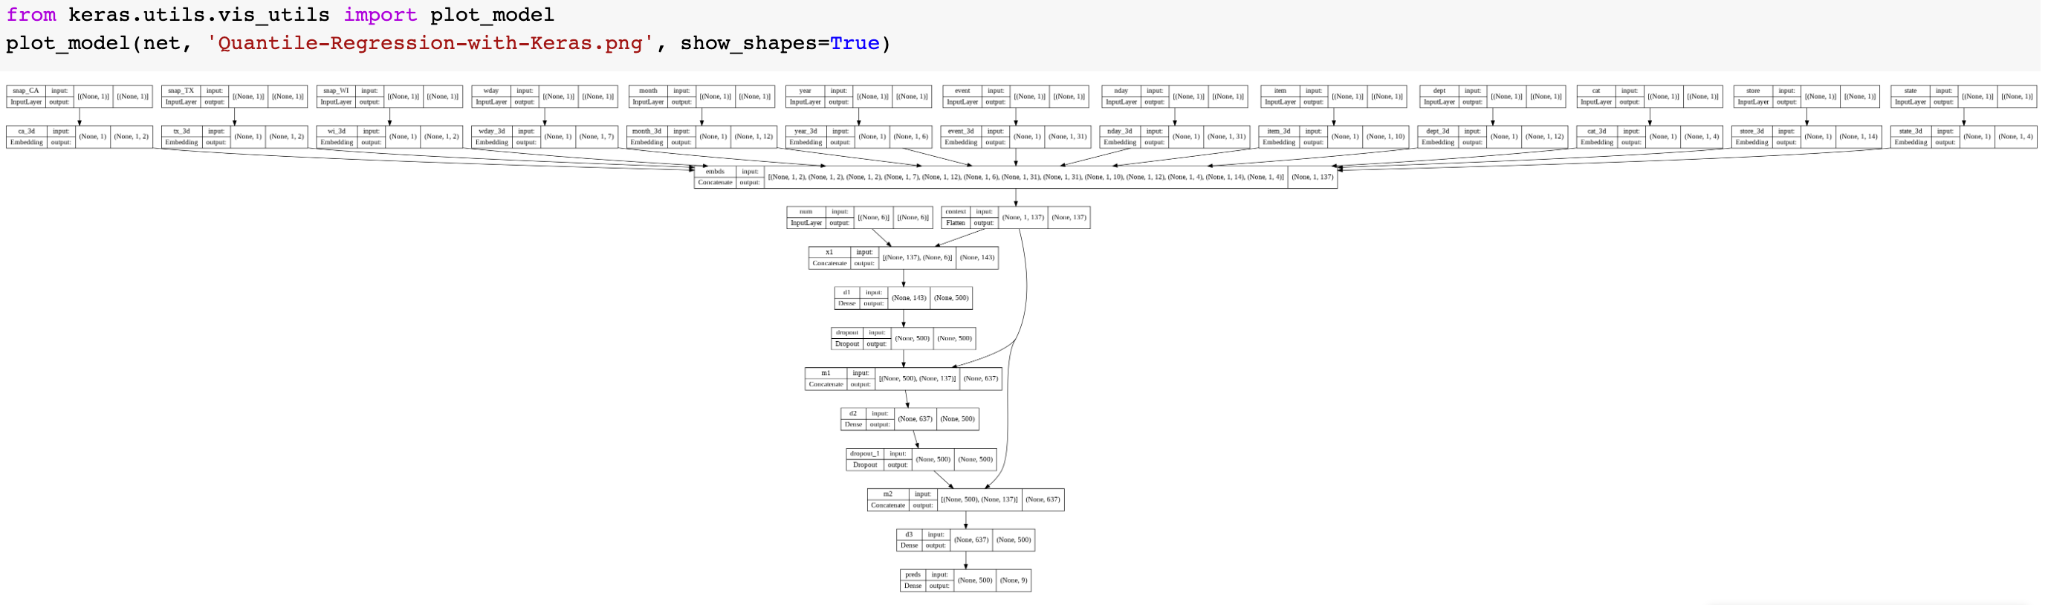 from keras.utils.vis_utils import plot_model
plot_model(net, 'Quantile-Regression-with-Keras.png', show_shapes=True)
snap_CA input: [(None, 1)] [(None, 1)] snap_TX input: [(None, 1)] [(None, 1)] snap_WI input: [(None, 1)] [(None, 1)] wday input: [(None, 1)] [(None, 1)] month input: [(None, 1)] [(None, 1)] year input: [(None, 1)] [(None, 1)] event input: [(None, 1)] [(None, 1)] nday input: [(None, 1)] [(None, 1)] item input: [(None, 1)] [(None, 1)] dept input: [(None, 1)] [(None, 1)] cat input: [(None, 1)] [(None, 1)] store input: [(None, 1)] [(None, 1)] state input: [(None, 1)] [(None, 1)]
InputLayer output: InputLayer output: InputLayer output: InputLayer output: InputLayer output: InputLayer output: InputLayer output: InputLayer output: InputLayer output: InputLayer output: InputLayer output: InputLayer output: InputLayer output:
ca_3d input: (None, 1) (None, 1, 2) tx_3d input: (None, 1) (None, 1, 2) wi_3d input: (None, 1) (None, 1, 2) wday_3d input: (None, 1) (None, 1, 7) month_3d input: (None, 1) (None, 1, 12) year_3d input: (None, 1) (None, 1, 6) event_3d input: (None, 1) (None, 1, 31) nday_3d input: (None, 1) (None, 1, 31) item_3d input: (None, 1) (None, 1, 10) dept_3d input: (None, 1) (None, 1, 12) cat_3d input: (None, 1) (None, 1, 4) store_3d input: (None, 1) (None, 1, 14) state_3d input: (None, 1) (None, 1, 4)
Embedding output: Embedding output: Embedding output: Embedding output: Embedding output: Embedding output: Embedding output: Embedding output: Embedding output: Embedding output: Embedding output: Embedding output: Embedding output:
embds input: [(None, 1, 2), (None, 1, 2), (None, 1, 2), (None, 1, 7), (None, 1, 12), (None, 1, 6), (None, 1, 31), (None, 1, 31), (None, 1, 10), (None, 1, 12), (None, 1, 4), (None, 1, 14), (None, 1, 4)] (None, 1, 137)
Concatenate output:
num input: [(None, 6)] [(None, 6)] context input: (None, 1, 137) (None, 137)
InputLayer output: Flatten output:
x1 input: [(None, 137), (None, 6)] (None, 143)
Concatenate output:
d1 input: (None, 143) (None, 500)
Dense output:
dropout input: (None, 500) (None, 500)
Dropout output:
m1 input: [(None, 500), (None, 137)] (None, 637)
Concatenate output:
d2 input: (None, 637) (None, 500)
Dense output:
dropout_1 input: (None, 500) (None, 500)
Dropout output:
m2 input: [(None, 500), (None, 137)] (None, 637)
Concatenate output:
d3 input: (None, 637) (None, 500)
Dense output:
preds input: (None, 500) (None, 9)
Dense output: